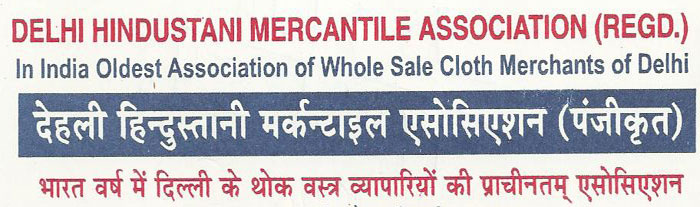 DELHI HINDUSTANI MERCANTILE ASSOCIATION (REGD.)
In India Oldest Association of Whole Sale Cloth Merchants of Delhi
देहली हिन्दुस्तानी मर्कन्टाइल एसोसिएशन (पंजीकृत)
भारत वर्ष में दिल्ली के थोक वस्त्र व्यापारियों की प्राचीनतम् एसोसिएशन